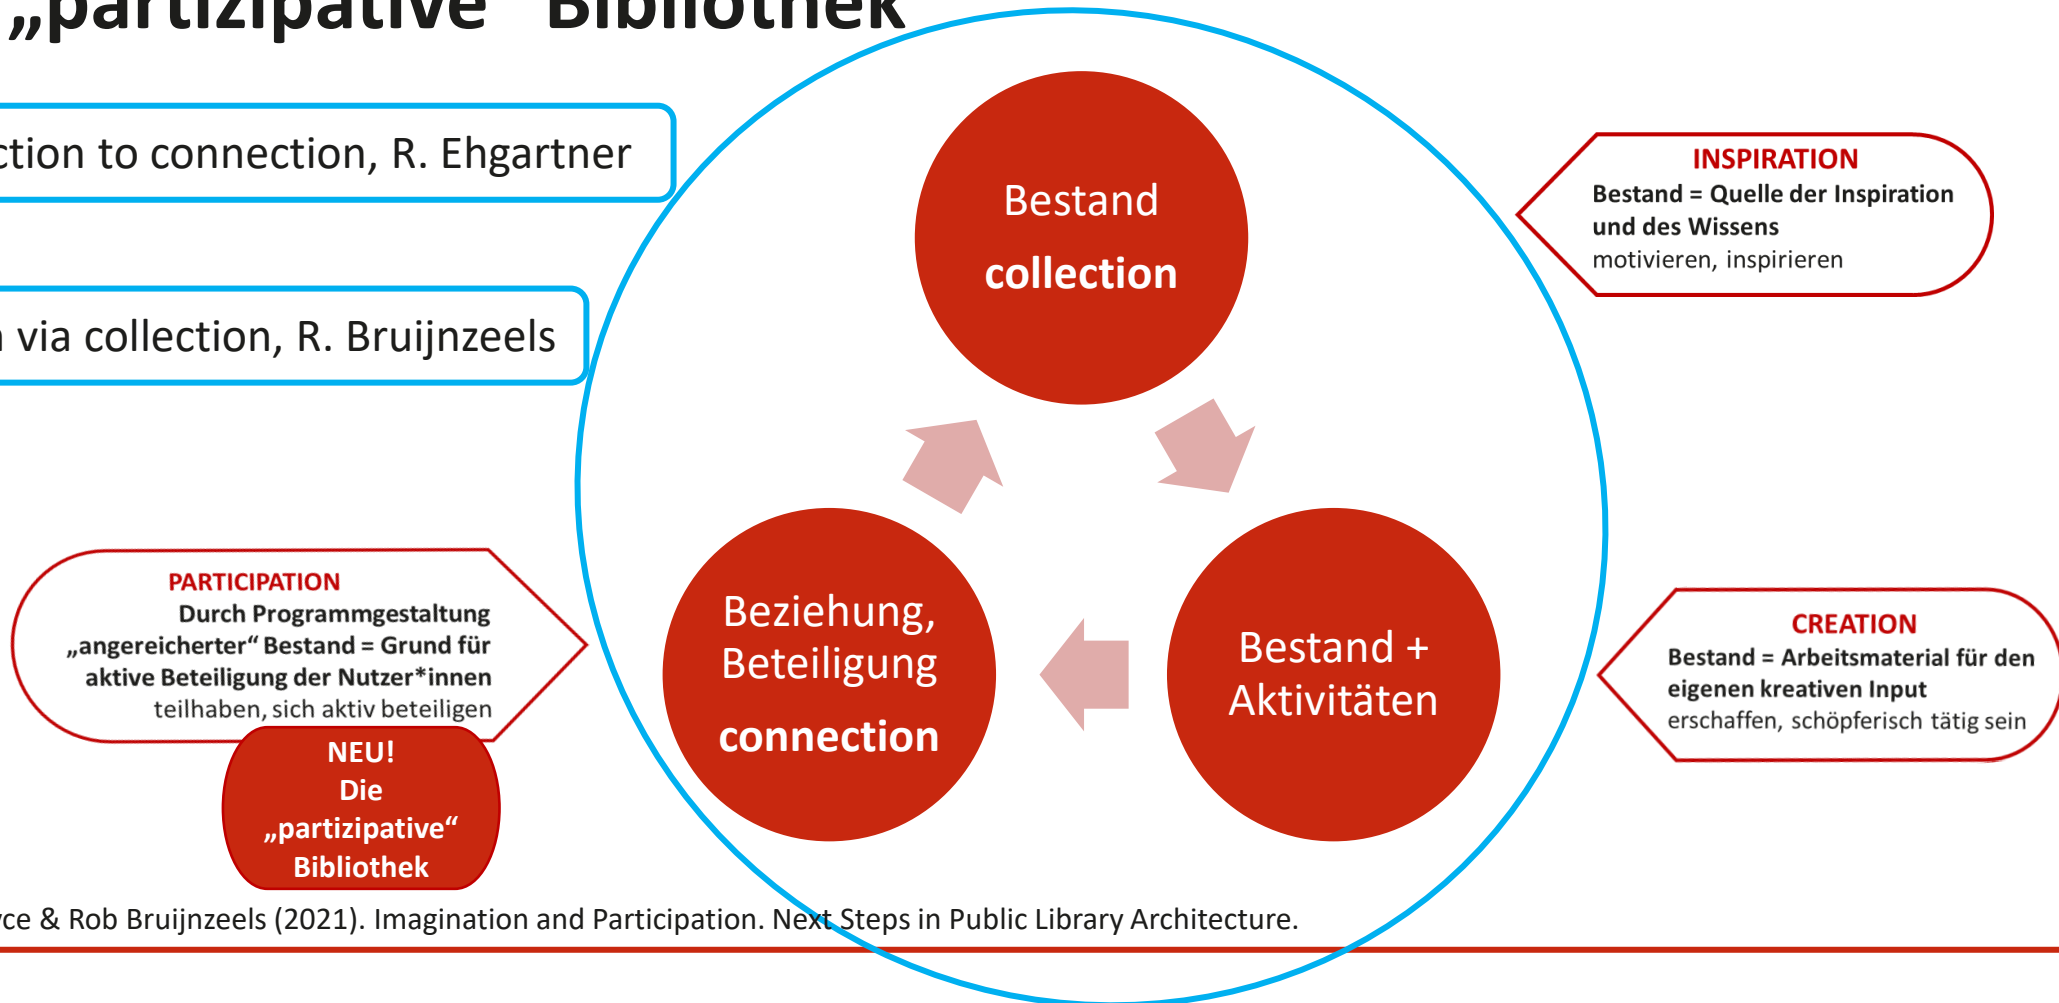 „partizipative“ Bibliothek
ction to connection, R. Ehgartner
via collection, R. Bruijnzeels
Bestand
collection
INSPIRATION
Bestand = Quelle der Inspiration
und des Wissens
motivieren, inspirieren
PARTICIPATION
Durch Programmgestaltung
„angereicherter“ Bestand = Grund für
aktive Beteiligung der Nutzer*innen
teilhaben, sich aktiv beteiligen
NEU!
Die
„partizipative“
Bibliothek
Beziehung,
Beteiligung
connection
Bestand +
Aktivitäten
CREATION
Bestand = Arbeitsmaterial für den
eigenen kreativen Input
erschaffen, schöpferisch tätig sein
yce & Rob Bruijnzeels (2021). Imagination and Participation. Next Steps in Public Library Architecture.